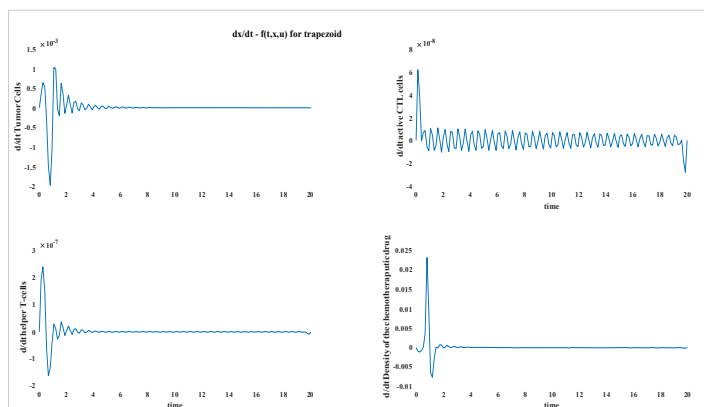 dx/dt - f(t,x,u) for trapezoid
×10⁻³
1.5
1
0.5
0
-0.5
-1
-1.5
-2
d/dt Tumor Cells
0 2 4 6 8 10 12 14 16 18 20
×10⁻⁸
8
6
4
2
0
-2
-4
d/dt active CTL cells
0 2 4 6 8 10 12 14 16 18 20
time
×10⁻⁷
3
2
1
0
-1
-2
d/dt helper T-cells
0 2 4 6 8 10 12 14 16 18 20
time
0.025
0.02
0.015
0.01
0.005
0
-0.005
-0.01
d/dt Density of the chemotheraputic drug
0 2 4 6 8 10 12 14 16 18 20
time